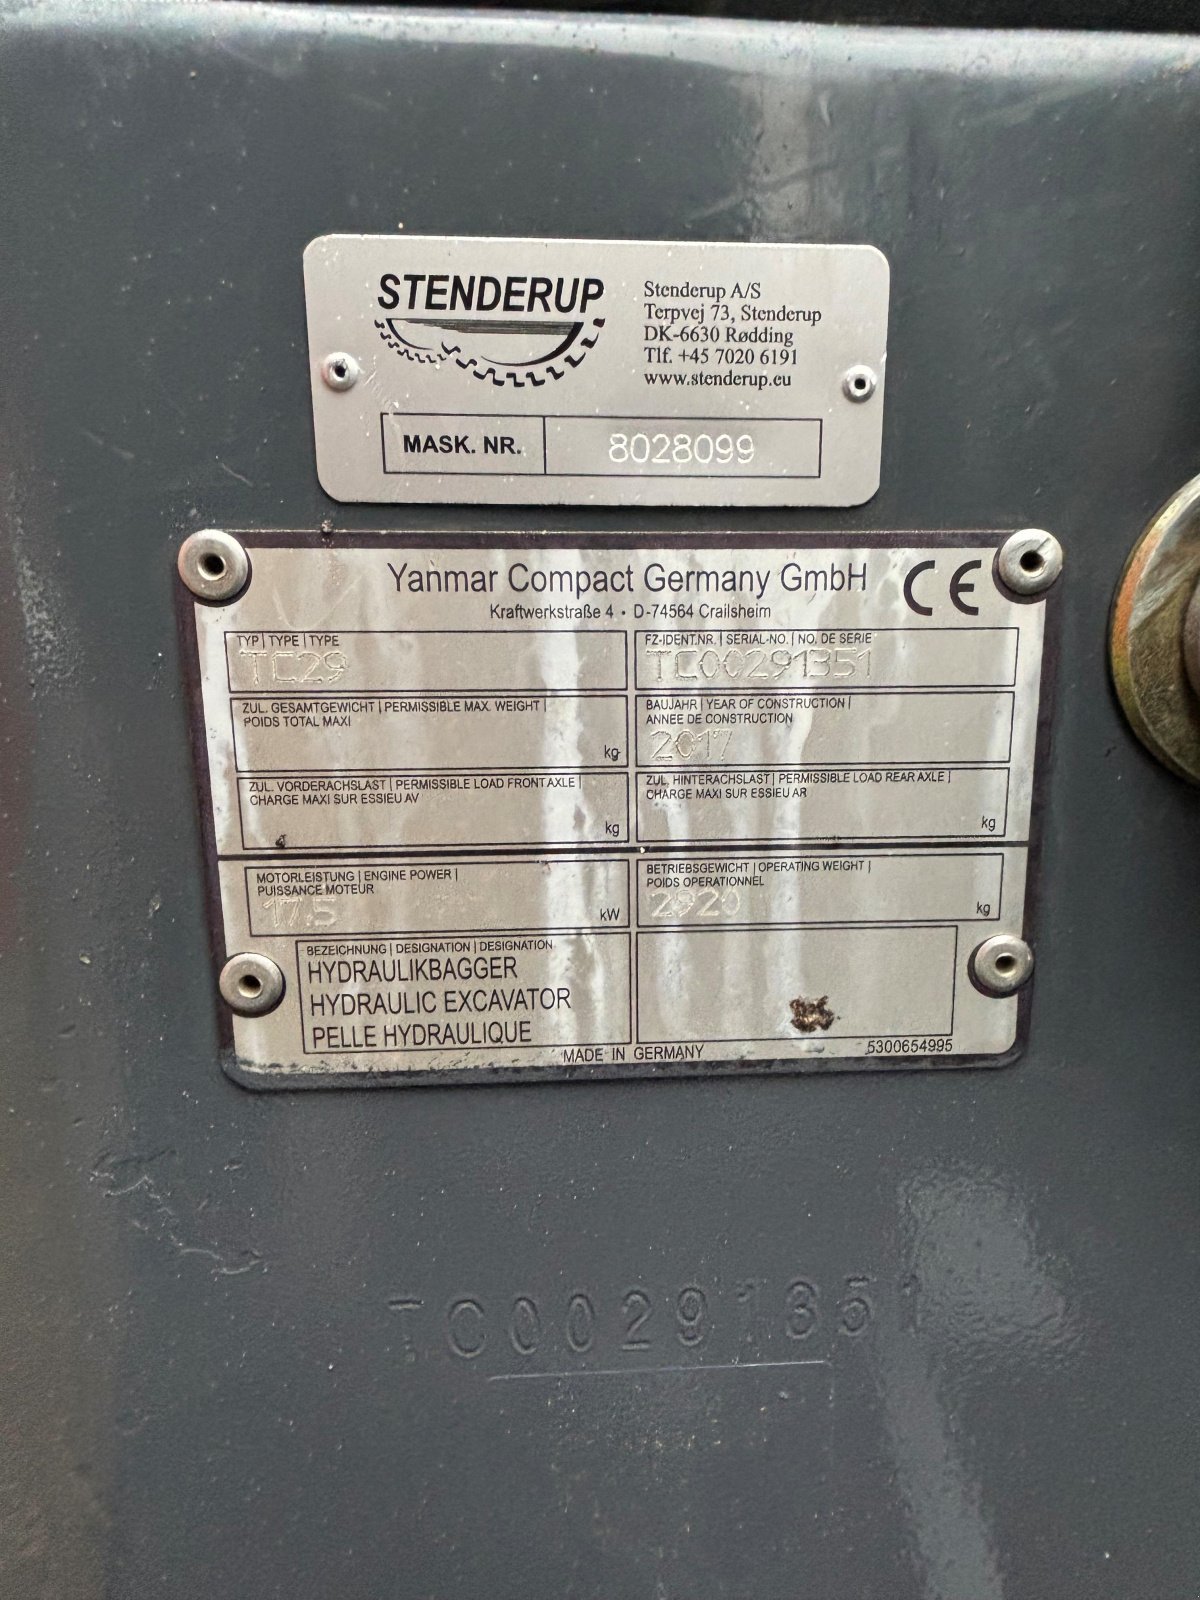 STENDERUP
Stenderup A/S
Terpvej 73, Stenderup
DK-6630 Rødding
Tlf. +45 7020 6191
www.stenderup.eu
MASK. NR. 8028099
Yanmar Compact Germany GmbH CE
Kraftwerkstraße 4 • D-74564 Crailsheim
TYP | TYPE | TYPE
TC29
FZ-IDENT.NR. | SERIAL-NO. | NO. DE SERIE
TC00291351
ZUL. GESAMTGEWICHT | PERMISSIBLE MAX. WEIGHT |
POIDS TOTAL MAXI
kg
BAUJAHR | YEAR OF CONSTRUCTION |
ANNEE DE CONSTRUCTION
2017
ZUL. VORDERACHSLAST | PERMISSIBLE LOAD FRONT AXLE |
CHARGE MAXI SUR ESSIEU AV
kg
ZUL. HINTERACHSLAST | PERMISSIBLE LOAD REAR AXLE |
CHARGE MAXI SUR ESSIEU AR
kg
MOTORLEISTUNG | ENGINE POWER |
PUISSANCE MOTEUR
17.5 kW
BETRIEBSGEWICHT | OPERATING WEIGHT |
POIDS OPERATIONNEL
2920 kg
BEZEICHNUNG | DESIGNATION | DESIGNATION
HYDRAULIKBAGGER
HYDRAULIC EXCAVATOR
PELLE HYDRAULIQUE
MADE IN GERMANY
5300654995
TC00291351